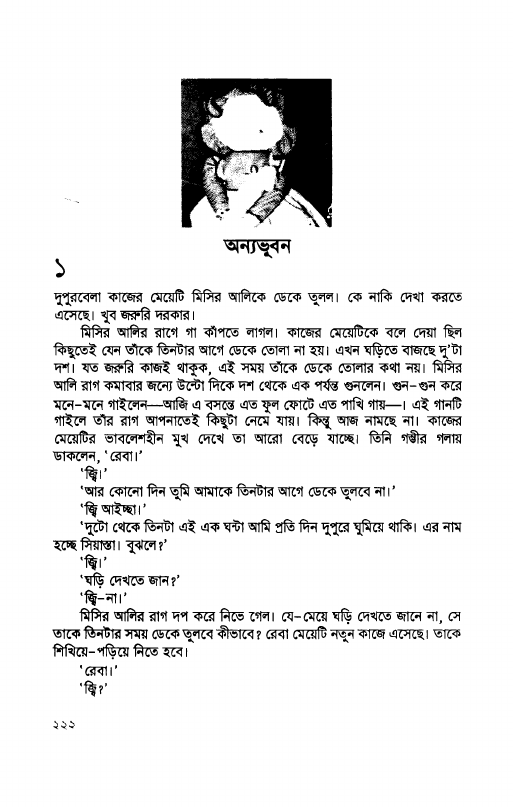 অন্যভুবন
১
দুপুরবেলা কাজের মেয়েটি মিসির আলিকে ডেকে তুলল। কে নাকি দেখা করতে
এসেছে। খুব জরুরি দরকার।
মিসির আলির রাগে গা কাঁপতে লাগল। কাজের মেয়েটিকে বলে দেয়া ছিল
কিছুতেই যেন তাঁকে তিনটার আগে ডেকে তোলা না হয়। এখন ঘড়িতে বাজছে দু'টা
দশ। যত জরুরি কাজই থাকুক, এই সময় তাঁকে ডেকে তোলার কথা নয়। মিসির
আলি রাগ কমাবার জন্যে উল্টো দিকে দশ থেকে এক পর্যন্ত গুনলেন। গুন-গুন করে
মনে-মনে গাইলেন—আজি এ বসন্তে এত ফুল ফোটে এত পাখি গায়—। এই গানটি
গাইলে তাঁর রাগ আপনাতেই কিছুটা নেমে যায়। কিন্তু আজ নামছে না। কাজের
মেয়েটির ভাবলেশহীন মুখ দেখে তা আরো বেড়ে যাচ্ছে। তিনি গম্ভীর গলায়
ডাকলেন, 'রেবা।'
'জ্বি।'
'আর কোনো দিন তুমি আমাকে তিনটার আগে ডেকে তুলবে না।'
'জ্বি আইচ্ছা।'
'দুটো থেকে তিনটা এই এক ঘন্টা আমি প্রতি দিন দুপুরে ঘুমিয়ে থাকি। এর নাম
হচ্ছে সিয়াস্তা। বুঝলে?'
'জ্বি।'
'ঘড়ি দেখতে জান?'
'জ্বি-না।'
মিসির আলির রাগ দপ করে নিভে গেল। যে-মেয়ে ঘড়ি দেখতে জানে না, সে
তাকে তিনটার সময় ডেকে তুলবে কীভাবে? রেবা মেয়েটি নতুন কাজে এসেছে। তাকে
শিখিয়ে-পড়িয়ে নিতে হবে।
'রেবা।'
'জ্বি?'
২২২